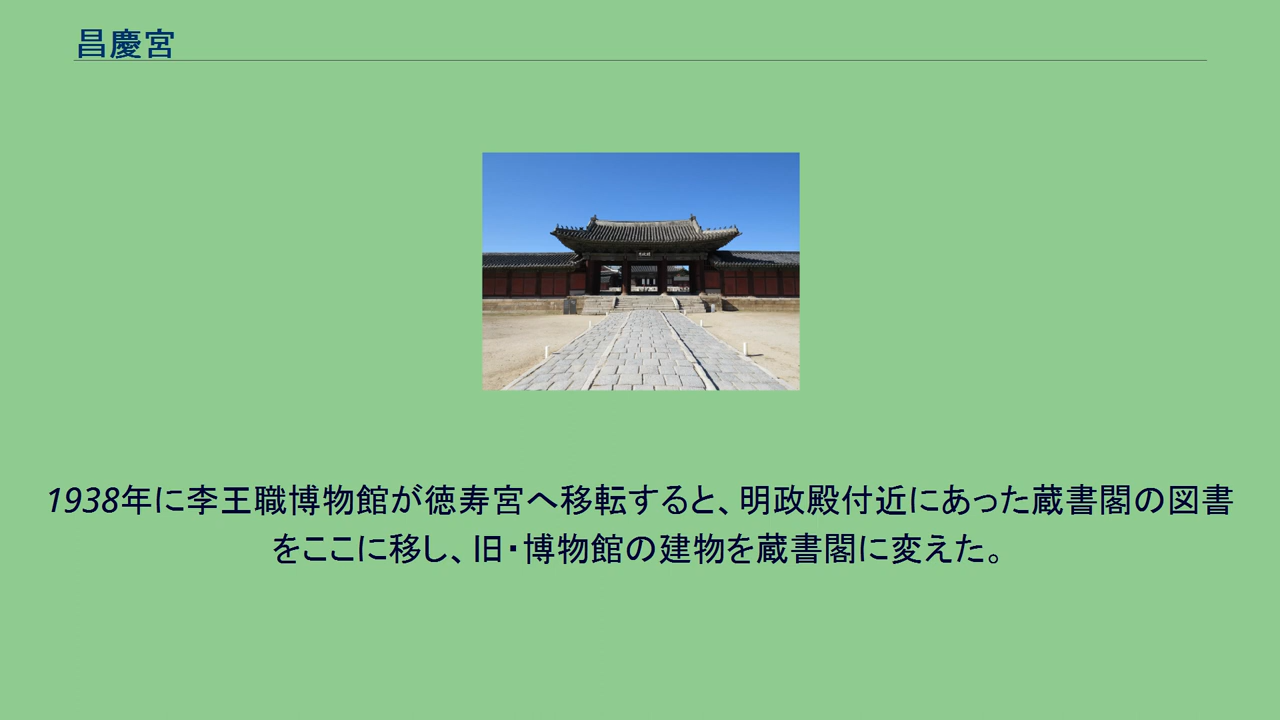 昌慶宮
1938年に李王職博物館が徳寿宮へ移転すると、明政殿付近にあった蔵書閣の図書
をここに移し、旧・博物館の建物を蔵書閣に変えた。